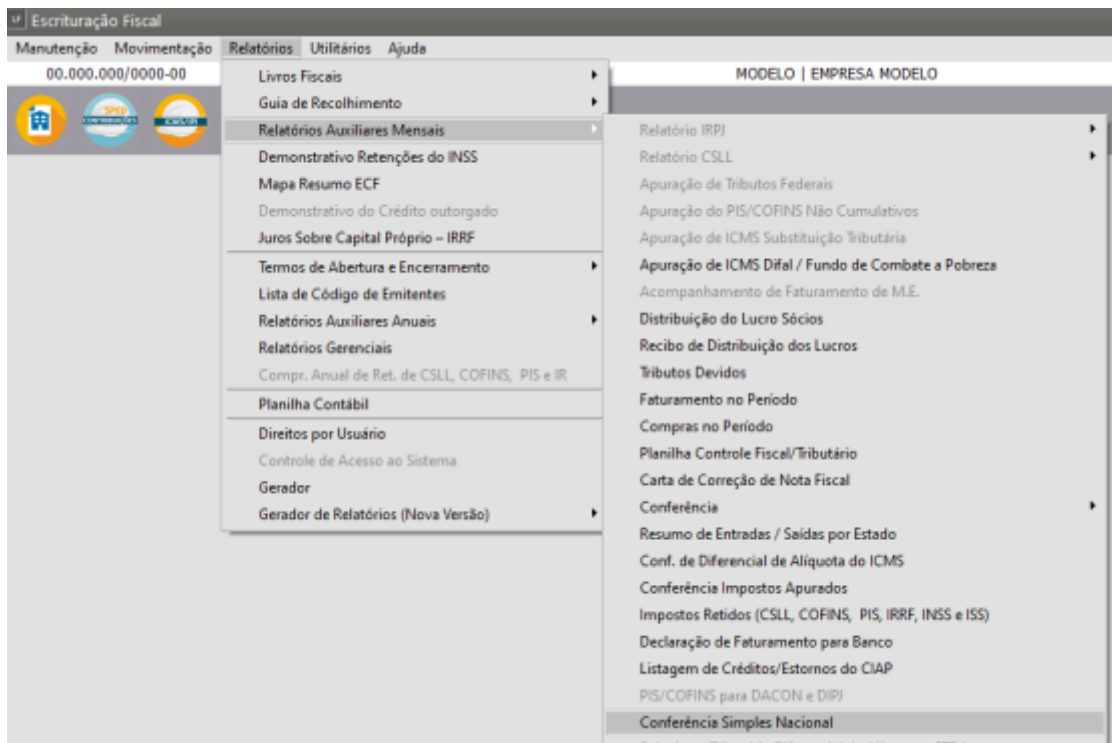 Escrituração Fiscal
Manutenção Movimentação Relatórios Utilitários Ajuda
00.000.000/0000-00
MODELO | EMPRESA MODELO
SPED
CONTRIBUIÇÕES
ICMS/IPI
Livros Fiscais
Guia de Recolhimento
Relatórios Auxiliares Mensais
Demonstrativo Retenções do INSS
Mapa Resumo ECF
Demonstrativo do Crédito outorgado
Juros Sobre Capital Próprio – IRRF
Termos de Abertura e Encerramento
Lista de Código de Emitentes
Relatórios Auxiliares Anuais
Relatórios Gerenciais
Compr. Anual de Ret. de CSLL, COFINS, PIS e IR
Planilha Contábil
Direitos por Usuário
Controle de Acesso ao Sistema
Gerador
Gerador de Relatórios (Nova Versão)
Relatório IRPJ
Relatório CSLL
Apuração de Tributos Federais
Apuração do PIS/COFINS Não Cumulativos
Apuração de ICMS Substituição Tributária
Apuração de ICMS Difal / Fundo de Combate a Pobreza
Acompanhamento de Faturamento de M.E.
Distribuição do Lucro Sócios
Recibo de Distribuição dos Lucros
Tributos Devidos
Faturamento no Período
Compras no Período
Planilha Controle Fiscal/Tributário
Carta de Correção de Nota Fiscal
Conferência
Resumo de Entradas / Saídas por Estado
Conf. de Diferencial de Alíquota do ICMS
Conferência Impostos Apurados
Impostos Retidos (CSLL, COFINS, PIS, IRRF, INSS e ISS)
Declaração de Faturamento para Banco
Listagem de Créditos/Estornos do CIAP
PIS/COFINS para DACON e DIPJ
Conferência Simples Nacional